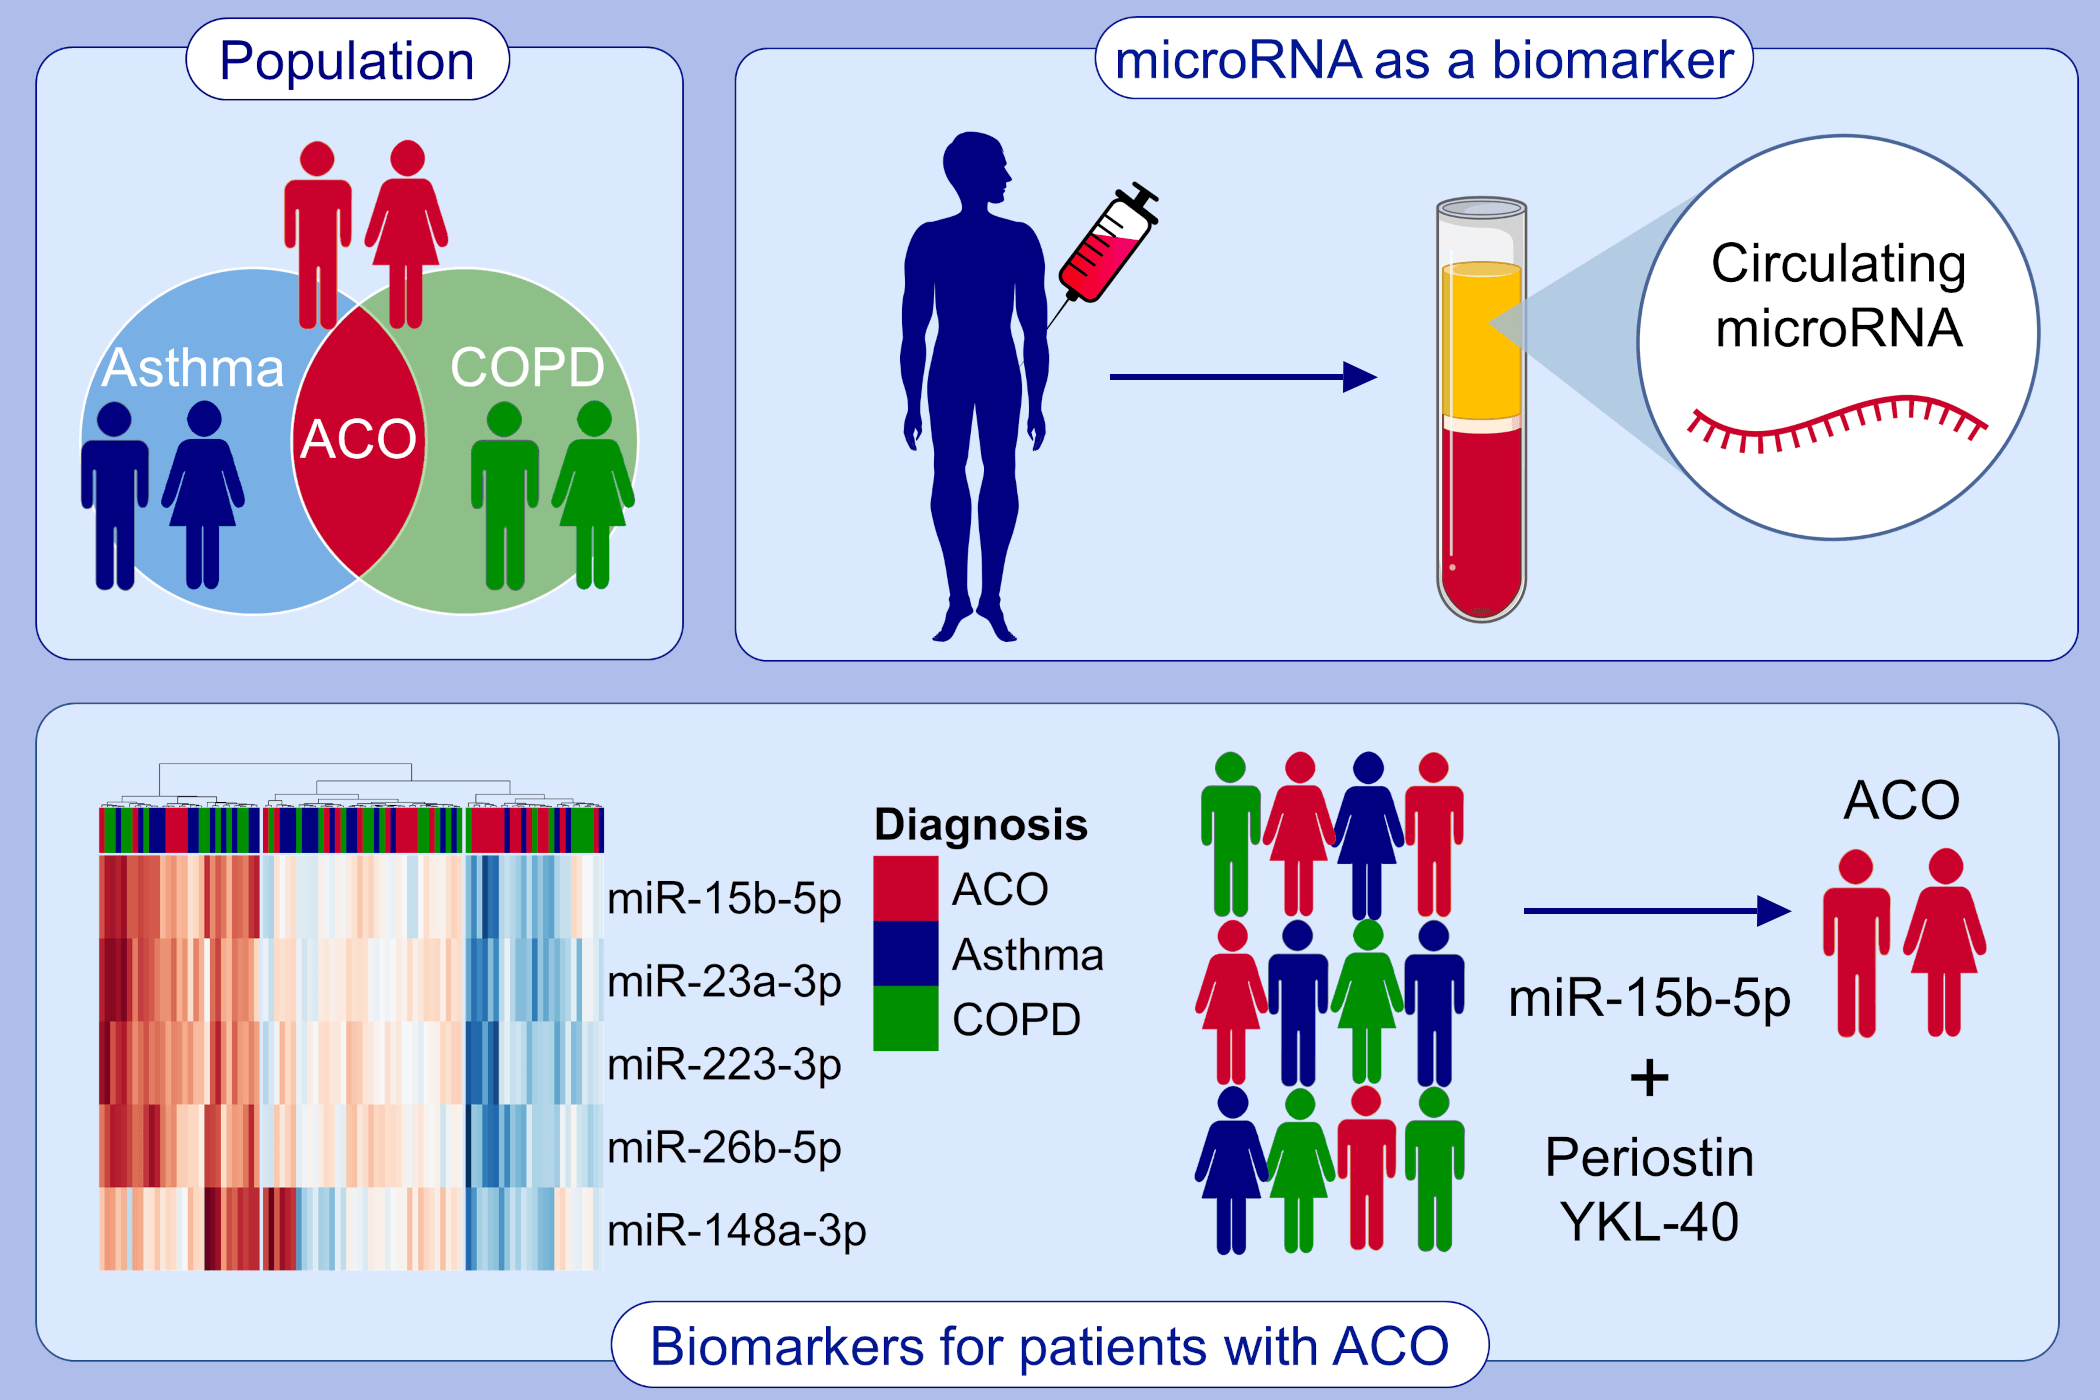 Population
Asthma
COPD
ACO
microRNA as a biomarker
Circulating
microRNA
miR-15b-5p
miR-23a-3p
miR-223-3p
miR-26b-5p
miR-148a-3p
Diagnosis
ACO
Asthma
COPD
miR-15b-5p
+
Periostin
YKL-40
ACO
Biomarkers for patients with ACO